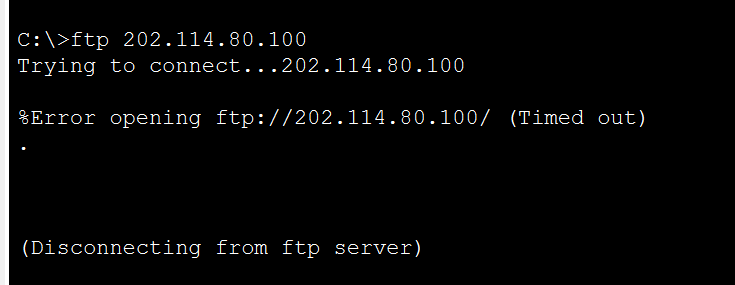 C:\>ftp 202.114.80.100
Trying to connect...202.114.80.100
%Error opening ftp://202.114.80.100/ (Timed out)
.
(Disconnecting from ftp server)